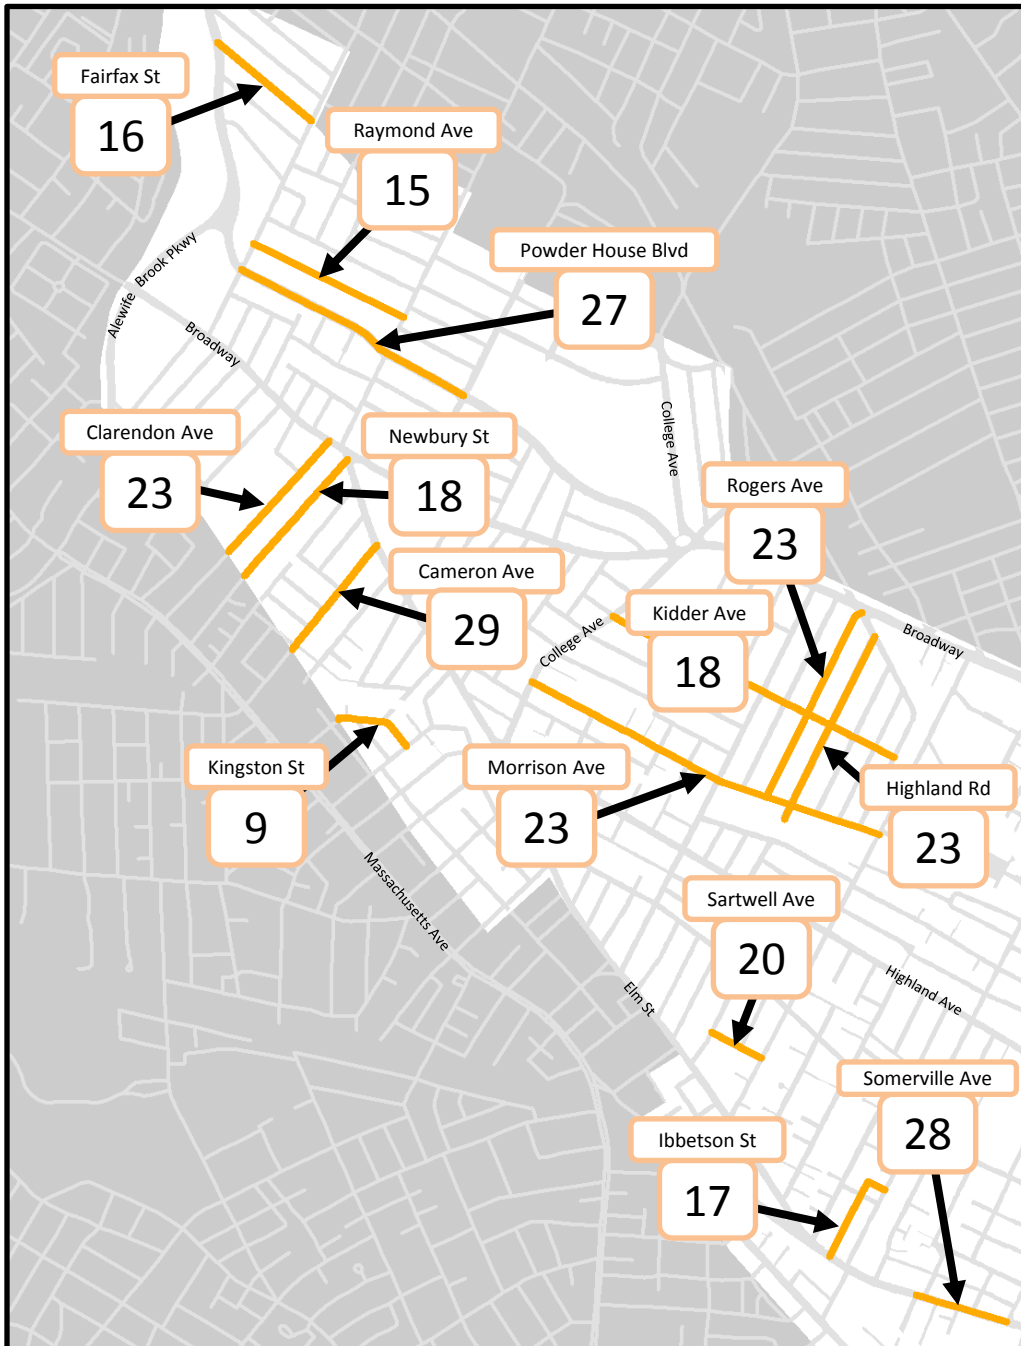 Fairfax St
16
Raymond Ave
15
Powder House Blvd
27
Alewife Brook Pkwy
Broadway
College Ave
Clarendon Ave
23
Newbury St
18
Rogers Ave
23
Cameron Ave
29
College Ave
Kidder Ave
18
Broadway
Kingston St
9
Morrison Ave
23
Highland Rd
23
Massachusetts Ave
Sartwell Ave
20
Elm St
Highland Ave
Somerville Ave
28
Ibbetson St
17